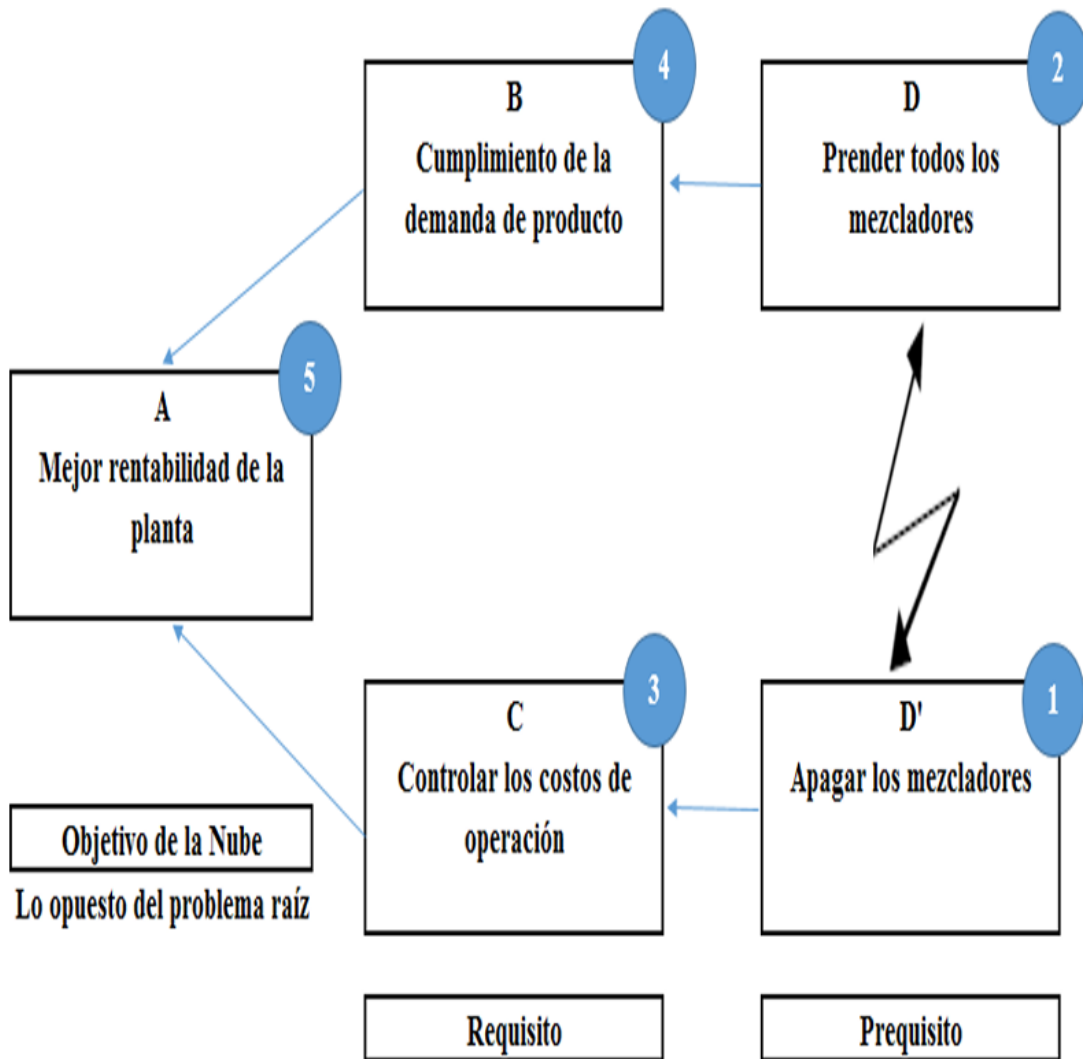 4
B
Cumplimiento de la
demanda de producto
2
D
Prender todos los
mezcladores
5
A
Mejor rentabilidad de la
planta
3
C
Controlar los costos de
operación
1
D'
Apagar los mezcladores
Objetivo de la Nube
Lo opuesto del problema raíz
Requisito
Prequisito